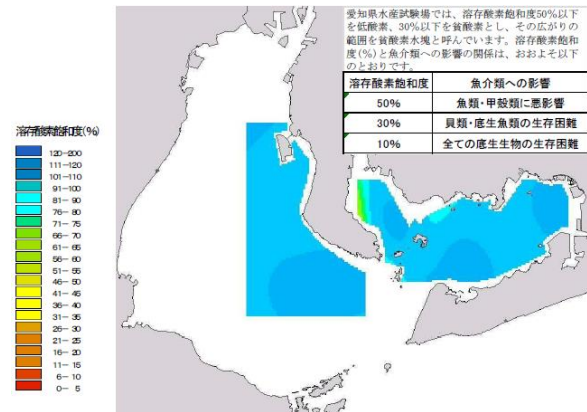 愛知県水産試験場では、溶存酸素飽和度50%以下
を低酸素、30%以下を貧酸素とし、その広がりの
範囲を貧酸素水塊と呼んでいます。溶存酸素飽和
度(%)と魚介類への影響の関係は、おおよそ以下
のとおりです。
溶存酸素飽和度 魚介類への影響
50% 魚類・甲殻類に悪影響
30% 貝類・底生魚類の生存困難
10% 全ての底生生物の生存困難
溶存酸素飽和度(%)
120-200
111-120
101-110
91-100
81-90
76-80
71-75
66-70
61-65
56-60
51-55
46-50
41-45
36-40
31-35
26-30
21-25
16-20
11-15
6-10
0-5